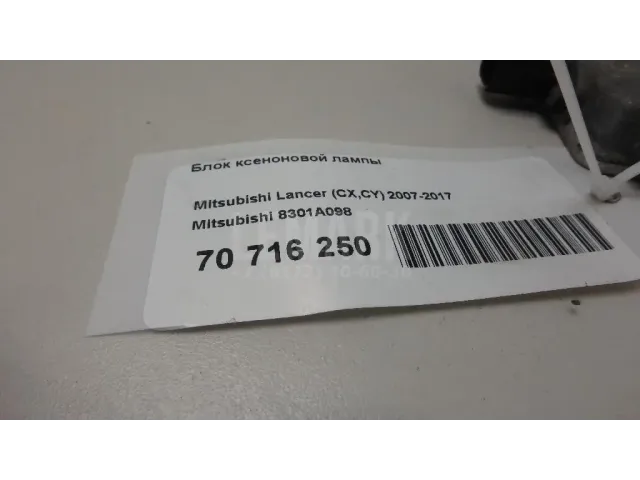 Блок ксеноновой лампы
Mitsubishi Lancer (CX,CY) 2007-2017
Mitsubishi 8301A098
70 716 250